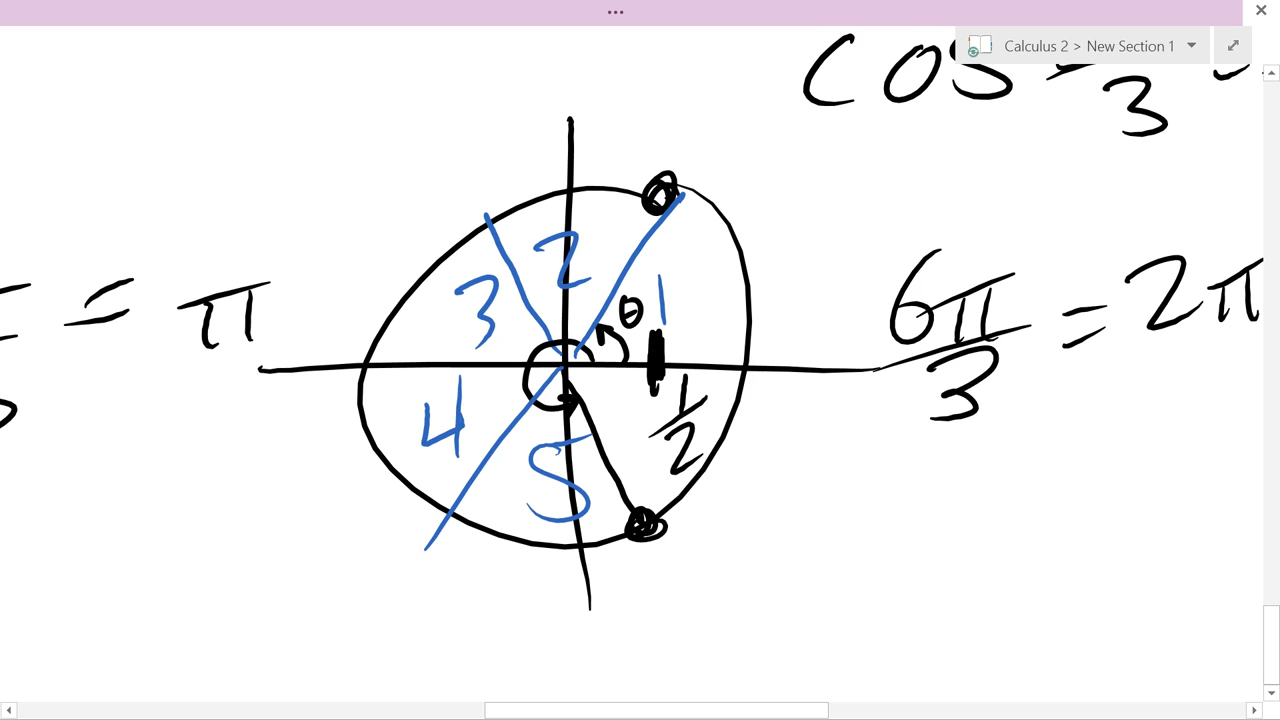 Calculus 2 > New Section 1
cos 3
= π
2
3
θ 1
6π/3 = 2π
4
1/2
5